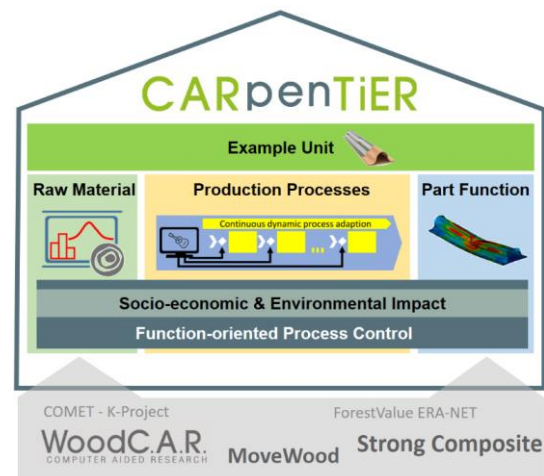 CARpenTiER
Example Unit
Raw Material
Production Processes
Part Function
Continuous dynamic process adaption
...
Socio-economic & Environmental Impact
Function-oriented Process Control
COMET - K-Project
ForestValue ERA-NET
WoodC.A.R.
COMPUTER AIDED RESEARCH
MoveWood
Strong Composite